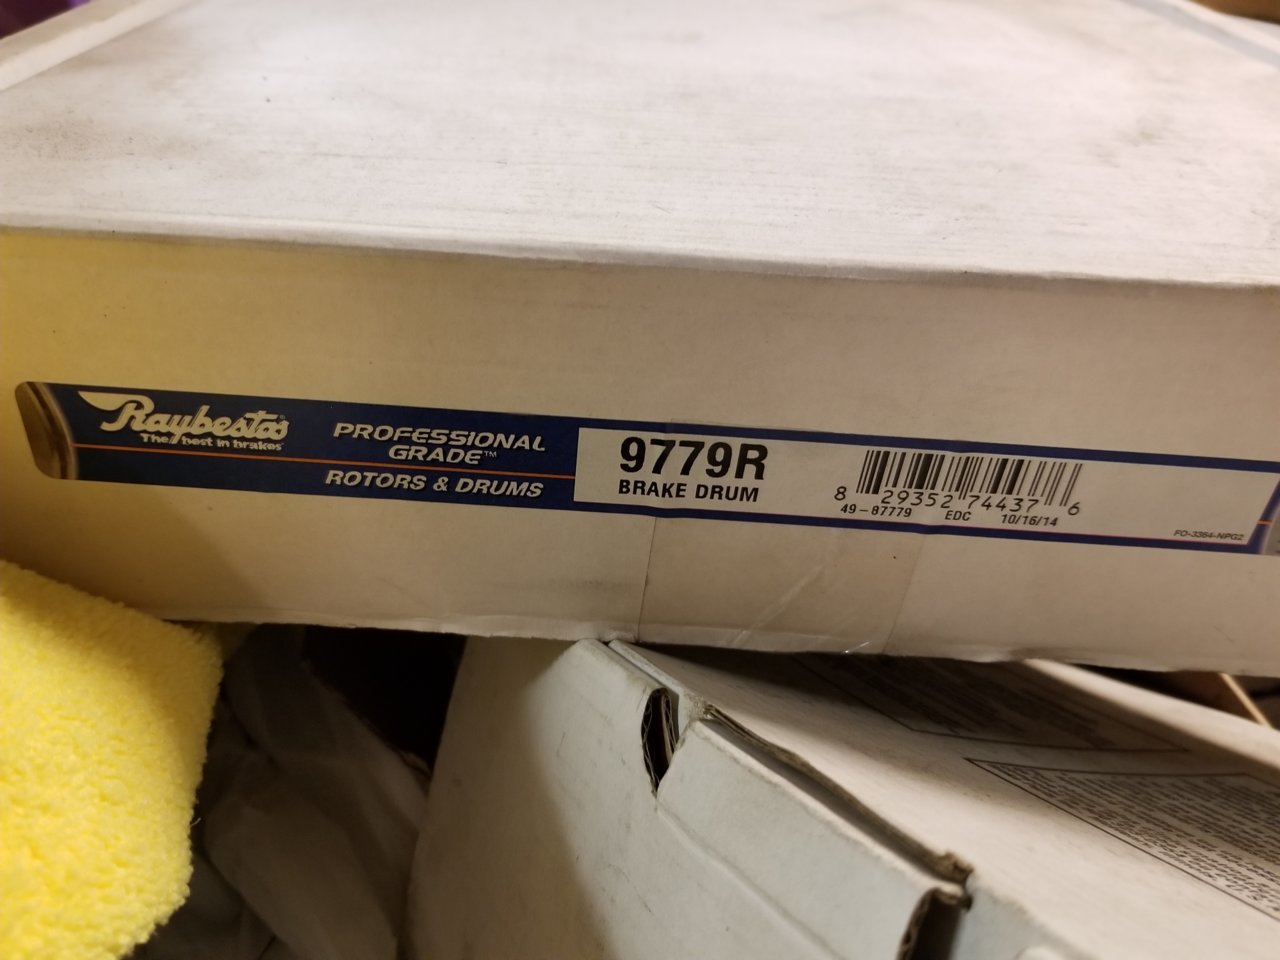 Raybestos®
The best in brakes
PROFESSIONAL
GRADE™
ROTORS & DRUMS
9779R
BRAKE DRUM
8 29352 74437 6
49-87779 EDC 10/16/14
FO-3364-NPG2